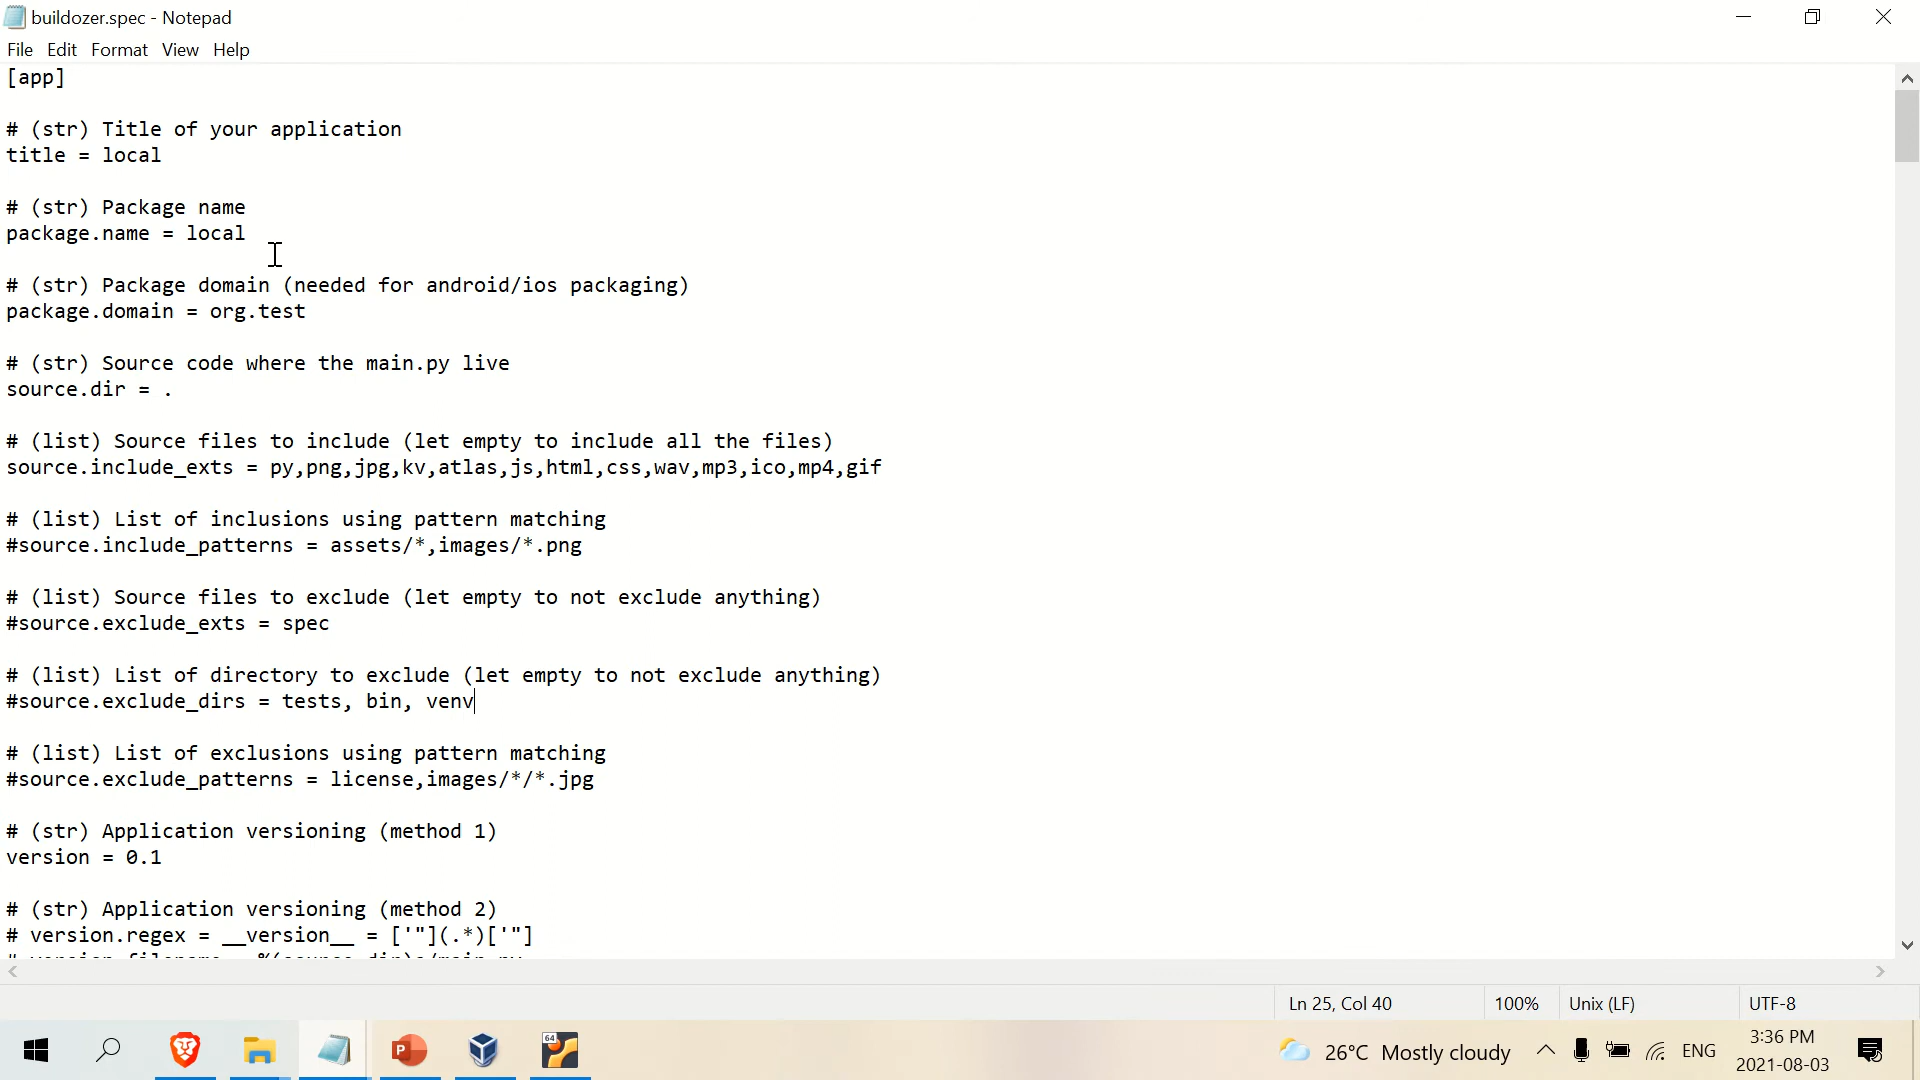 buildozer.spec - Notepad
File Edit Format View Help
[app]
# (str) Title of your application
title = local
# (str) Package name
package.name = local
# (str) Package domain (needed for android/ios packaging)
package.domain = org.test
# (str) Source code where the main.py live
source.dir = .
# (list) Source files to include (let empty to include all the files)
source.include_exts = py,png,jpg,kv,atlas,js,html,css,wav,mp3,ico,mp4,gif
# (list) List of inclusions using pattern matching
#source.include_patterns = assets/*,images/*.png
# (list) Source files to exclude (let empty to not exclude anything)
#source.exclude_exts = spec
# (list) List of directory to exclude (let empty to not exclude anything)
#source.exclude_dirs = tests, bin, venv
# (list) List of exclusions using pattern matching
#source.exclude_patterns = license,images/*/*.jpg
# (str) Application versioning (method 1)
version = 0.1
# (str) Application versioning (method 2)
# version.regex = __version__ = ['"](.*)['"]
Ln 25, Col 40 100% Unix (LF) UTF-8
64
P
26°C Mostly cloudy ENG 3:36 PM
2021-08-03